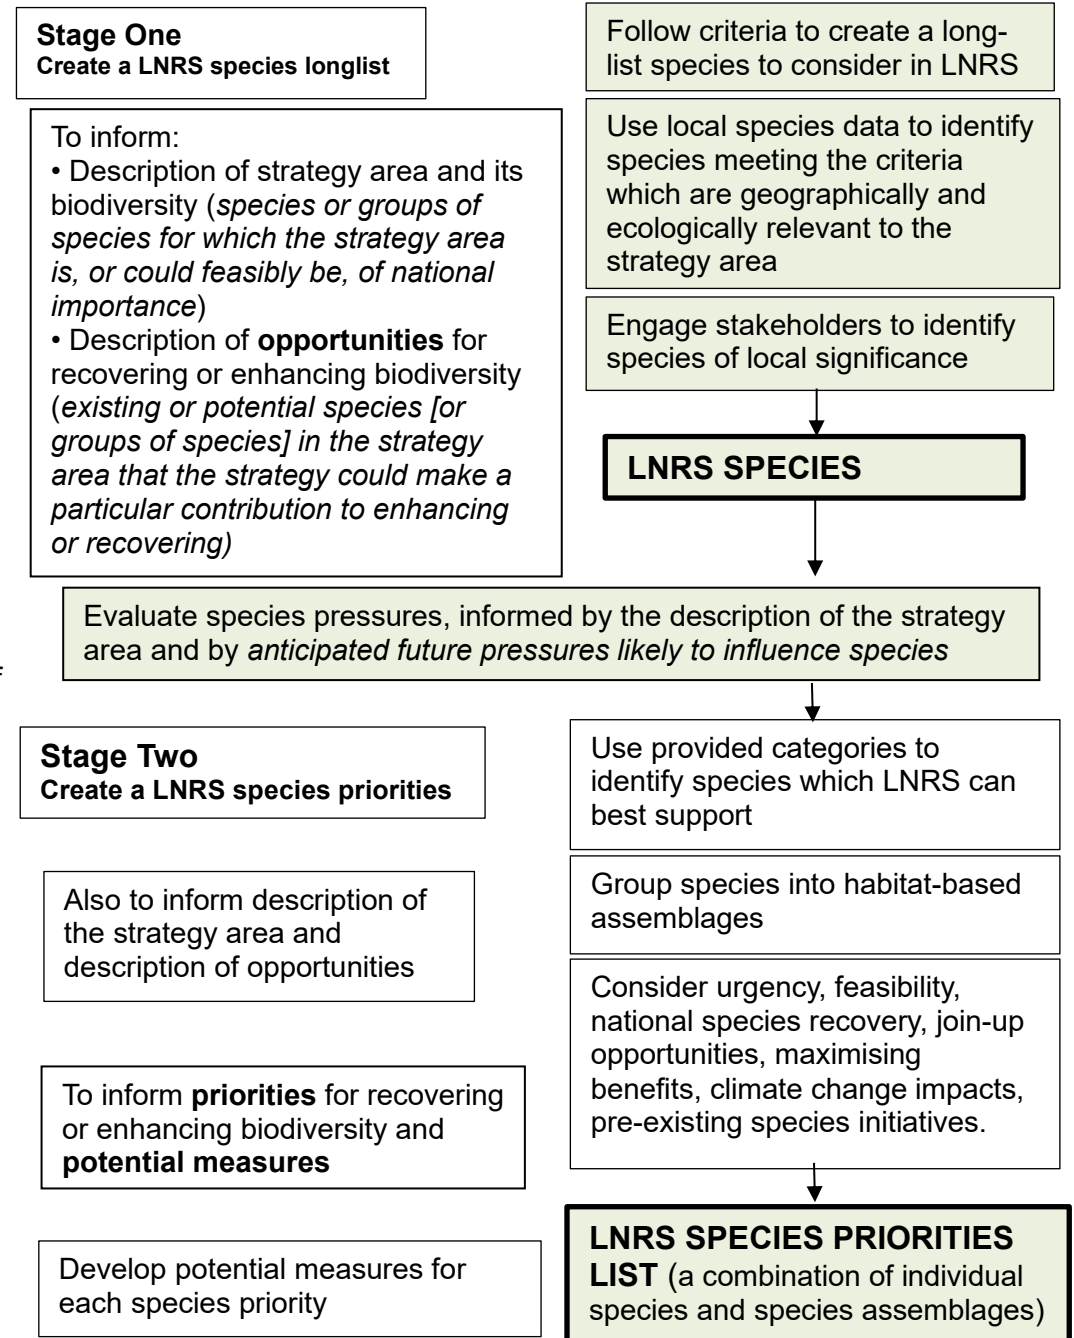 Stage One
Create a LNRS species longlist
To inform:
• Description of strategy area and its
biodiversity (species or groups of
species for which the strategy area
is, or could feasibly be, of national
importance)
• Description of opportunities for
recovering or enhancing biodiversity
(existing or potential species [or
groups of species] in the strategy
area that the strategy could make a
particular contribution to enhancing
or recovering)
Follow criteria to create a long-
list species to consider in LNRS
Use local species data to identify
species meeting the criteria
which are geographically and
ecologically relevant to the
strategy area
Engage stakeholders to identify
species of local significance
LNRS SPECIES
Evaluate species pressures, informed by the description of the strategy
area and by anticipated future pressures likely to influence species
Stage Two
Create a LNRS species priorities
Also to inform description of
the strategy area and
description of opportunities
To inform priorities for recovering
or enhancing biodiversity and
potential measures
Develop potential measures for
each species priority
Use provided categories to
identify species which LNRS can
best support
Group species into habitat-based
assemblages
Consider urgency, feasibility,
national species recovery, join-up
opportunities, maximising
benefits, climate change impacts,
pre-existing species initiatives.
LNRS SPECIES PRIORITIES
LIST (a combination of individual
species and species assemblages)